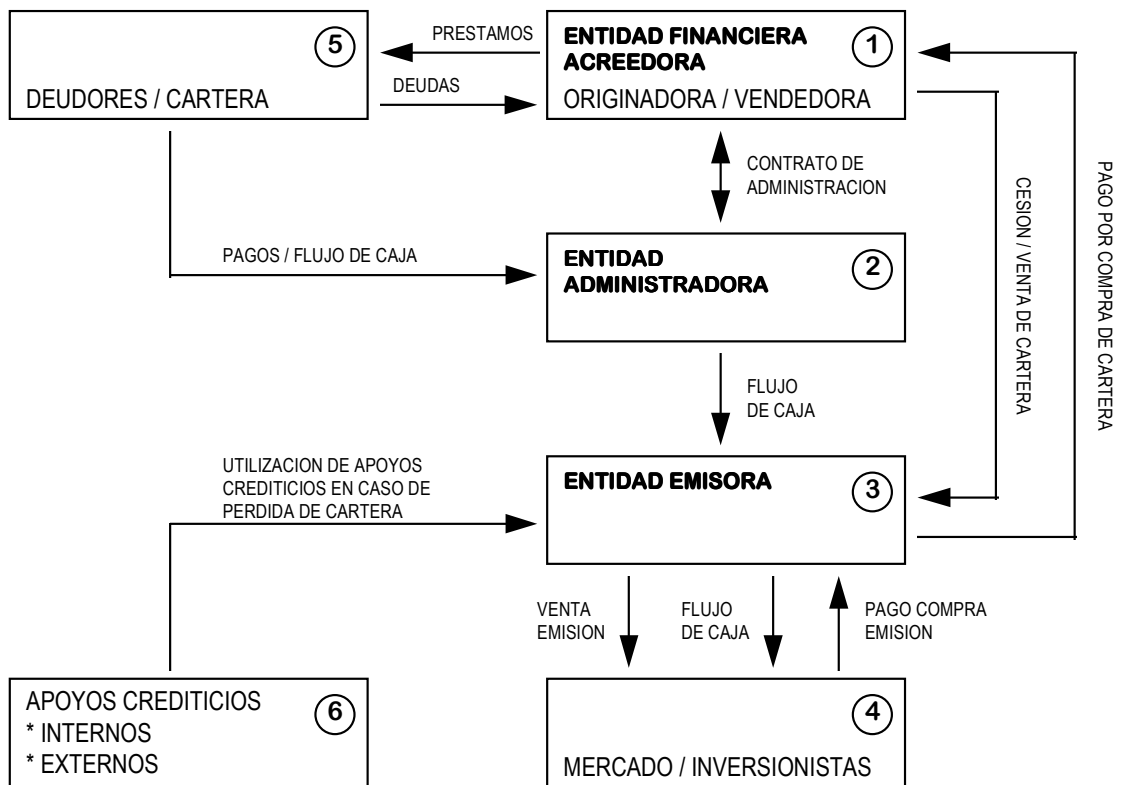 5
DEUDORES / CARTERA
PRESTAMOS
DEUDAS
ENTIDAD FINANCIERA
ACREEDORA
1
ORIGINADORA / VENDEDORA
CONTRATO DE
ADMINISTRACION
CESION / VENTA DE CARTERA
PAGO POR COMPRA DE CARTERA
PAGOS / FLUJO DE CAJA
ENTIDAD
ADMINISTRADORA
2
FLUJO
DE CAJA
UTILIZACION DE APOYOS
CREDITICIOS EN CASO DE
PERDIDA DE CARTERA
ENTIDAD EMISORA
3
VENTA
EMISION
FLUJO
DE CAJA
PAGO COMPRA
EMISION
APOYOS CREDITICIOS
* INTERNOS
* EXTERNOS
6
4
MERCADO / INVERSIONISTAS